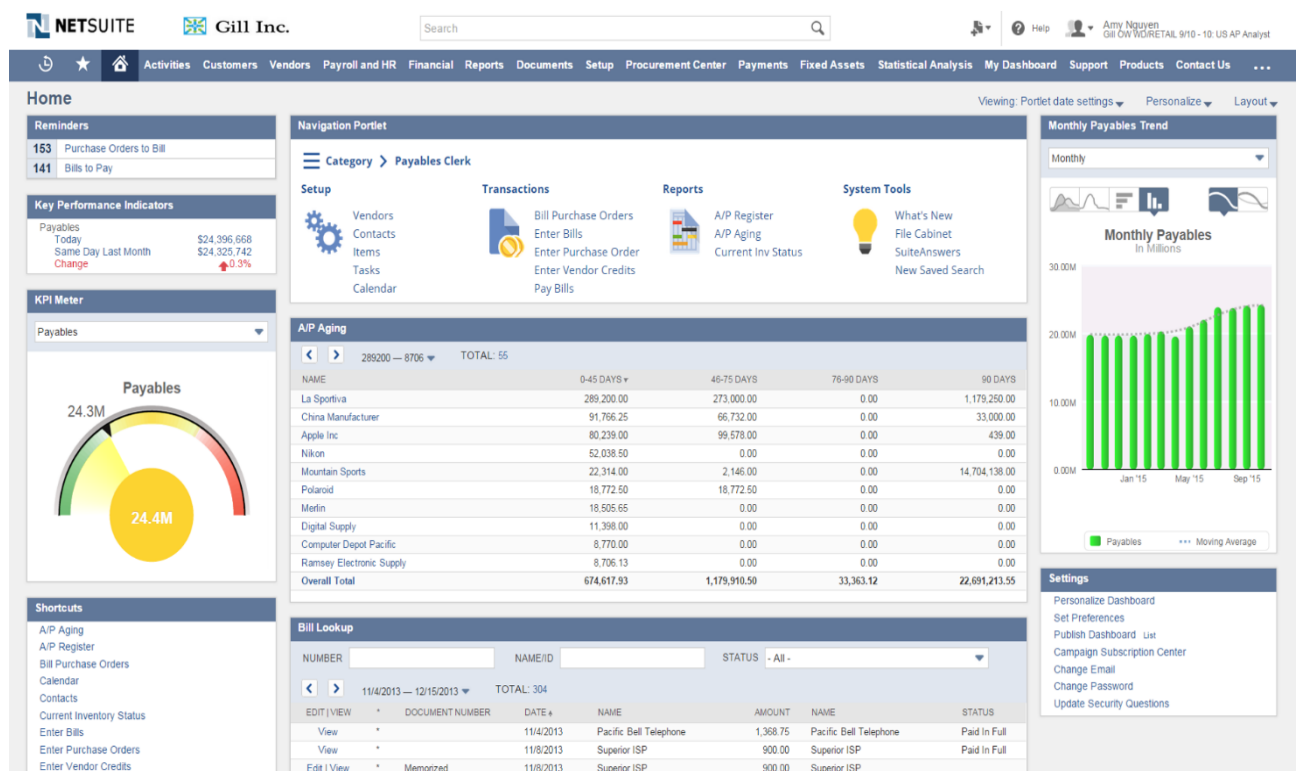 NETSUITE
Gill Inc.
Search
Help
Amy Nguyen
Gill OW WD/RETAIL 9/10 - 10: US AP Analyst
Activities Customers Vendors Payroll and HR Financial Reports Documents Setup Procurement Center Payments Fixed Assets Statistical Analysis My Dashboard Support Products Contact Us ...
Home
Viewing: Portlet date settings Personalize Layout
Reminders
153 Purchase Orders to Bill
141 Bills to Pay
Key Performance Indicators
Payables
Today $24,396,668
Same Day Last Month $24,325,742
Change 0.3%
KPI Meter
Payables
Payables
24.3M
24.4M
Shortcuts
A/P Aging
A/P Register
Bill Purchase Orders
Calendar
Contacts
Current Inventory Status
Enter Bills
Enter Purchase Orders
Enter Vendor Credits
Navigation Portlet
Category > Payables Clerk
Setup
Vendors
Contacts
Items
Tasks
Calendar
Transactions
Bill Purchase Orders
Enter Bills
Enter Purchase Order
Enter Vendor Credits
Pay Bills
Reports
A/P Register
A/P Aging
Current Inv Status
System Tools
What's New
File Cabinet
SuiteAnswers
New Saved Search
A/P Aging
289200 — 8706 TOTAL: 55
NAME 0-45 DAYS 46-75 DAYS 76-90 DAYS 90 DAYS
La Sportiva 289,200.00 273,000.00 0.00 1,179,250.00
China Manufacturer 91,766.25 66,732.00 0.00 33,000.00
Apple Inc 80,239.00 99,578.00 0.00 439.00
Nikon 52,038.50 0.00 0.00 0.00
Mountain Sports 22,314.00 2,146.00 0.00 14,704,138.00
Polaroid 18,772.50 18,772.50 0.00 0.00
Merlin 18,505.65 0.00 0.00 0.00
Digital Supply 11,398.00 0.00 0.00 0.00
Computer Depot Pacific 8,770.00 0.00 0.00 0.00
Ramsey Electronic Supply 8,706.13 0.00 0.00 0.00
Overall Total 674,617.93 1,179,910.50 33,363.12 22,691,213.55
Bill Lookup
NUMBER NAME/ID STATUS - All -
11/4/2013 — 12/15/2013 TOTAL: 304
EDIT | VIEW * DOCUMENT NUMBER DATE NAME AMOUNT NAME STATUS
View * 11/4/2013 Pacific Bell Telephone 1,368.75 Pacific Bell Telephone Paid In Full
View * 11/8/2013 Superior ISP 900.00 Superior ISP Paid In Full
Edit | View * Memorized 11/8/2013 Superior ISP 900.00 Superior ISP
Monthly Payables Trend
Monthly
Monthly Payables
In Millions
30.00M
20.00M
10.00M
0.00M
Jan '15 May '15 Sep '15
Payables Moving Average
Settings
Personalize Dashboard
Set Preferences
Publish Dashboard List
Campaign Subscription Center
Change Email
Change Password
Update Security Questions